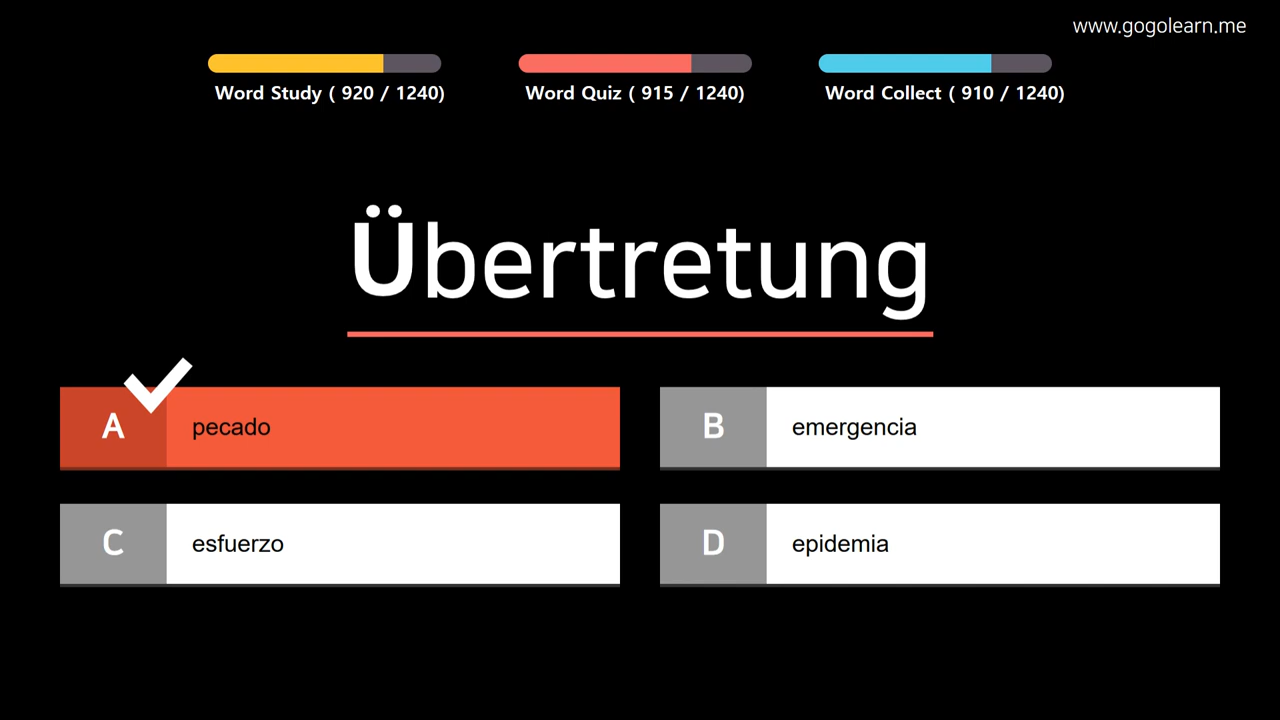 www.gogolearn.me
Word Study ( 920 / 1240)
Word Quiz ( 915 / 1240)
Word Collect ( 910 / 1240)
Übertretung
A
pecado
B
emergencia
C
esfuerzo
D
epidemia